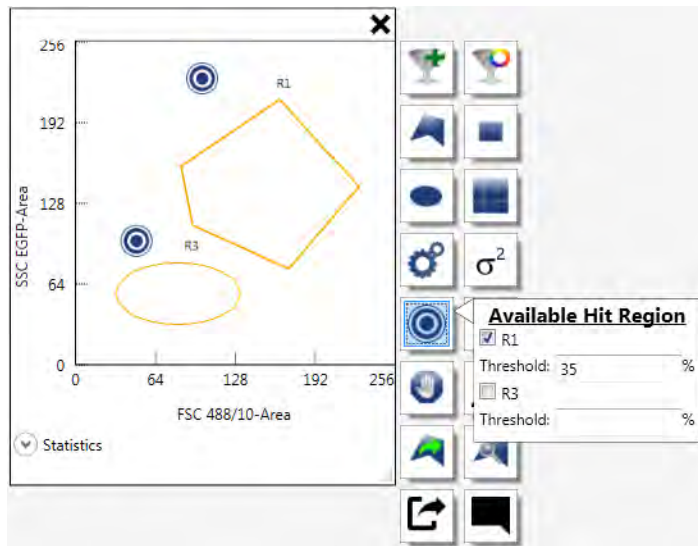 256
192
128
64
0
0 64 128 192 256
SSC EGFP-Area
FSC 488/10-Area
R1
R3
Statistics
σ²
Available Hit Region
R1
Threshold: 35 %
R3
Threshold: %